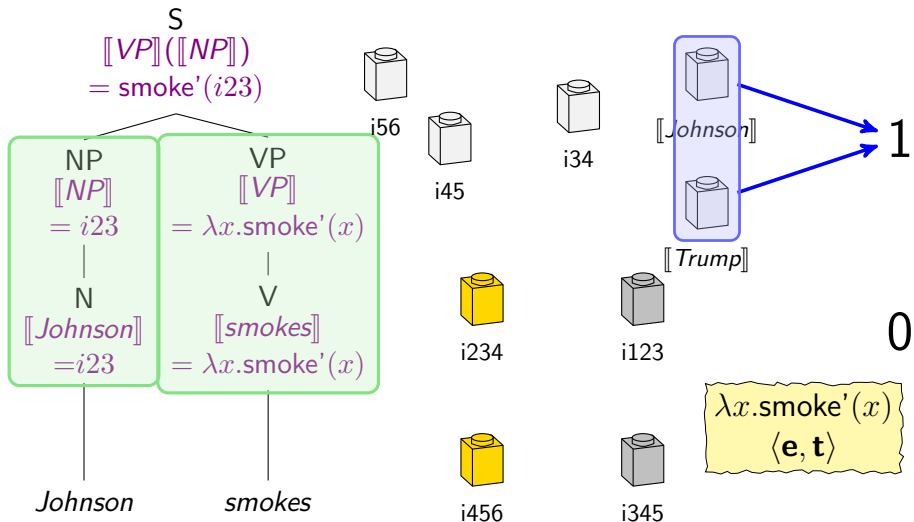 S
⟦VP⟧(⟦NP⟧)
= smoke'(i23)
NP
⟦NP⟧
= i23
N
⟦Johnson⟧
=i23
Johnson
VP
⟦VP⟧
= λx.smoke'(x)
V
⟦smokes⟧
= λx.smoke'(x)
smokes
i56
i45
i34
⟦Johnson⟧
⟦Trump⟧
1
i234
i123
0
λx.smoke'(x)
⟨e, t⟩
i456
i345